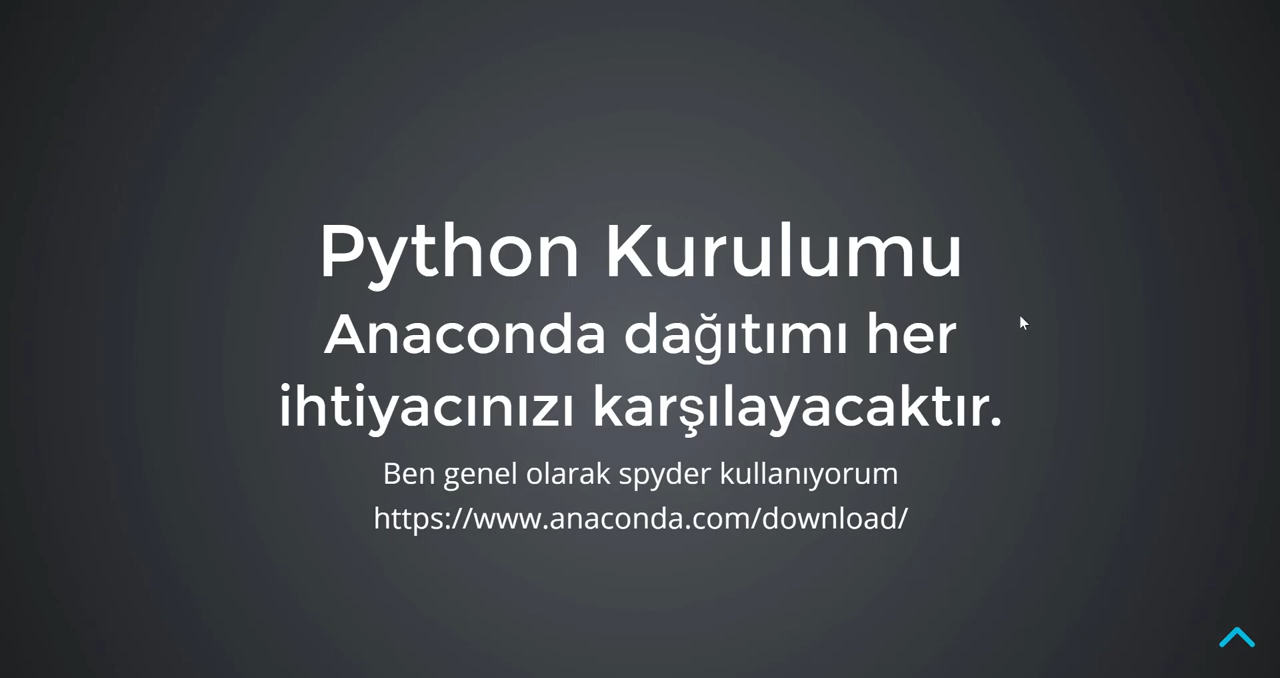 Python Kurulumu
Anaconda dağıtımı her
ihtiyacınızı karşılayacaktır.
Ben genel olarak spyder kullanıyorum
https://www.anaconda.com/download/